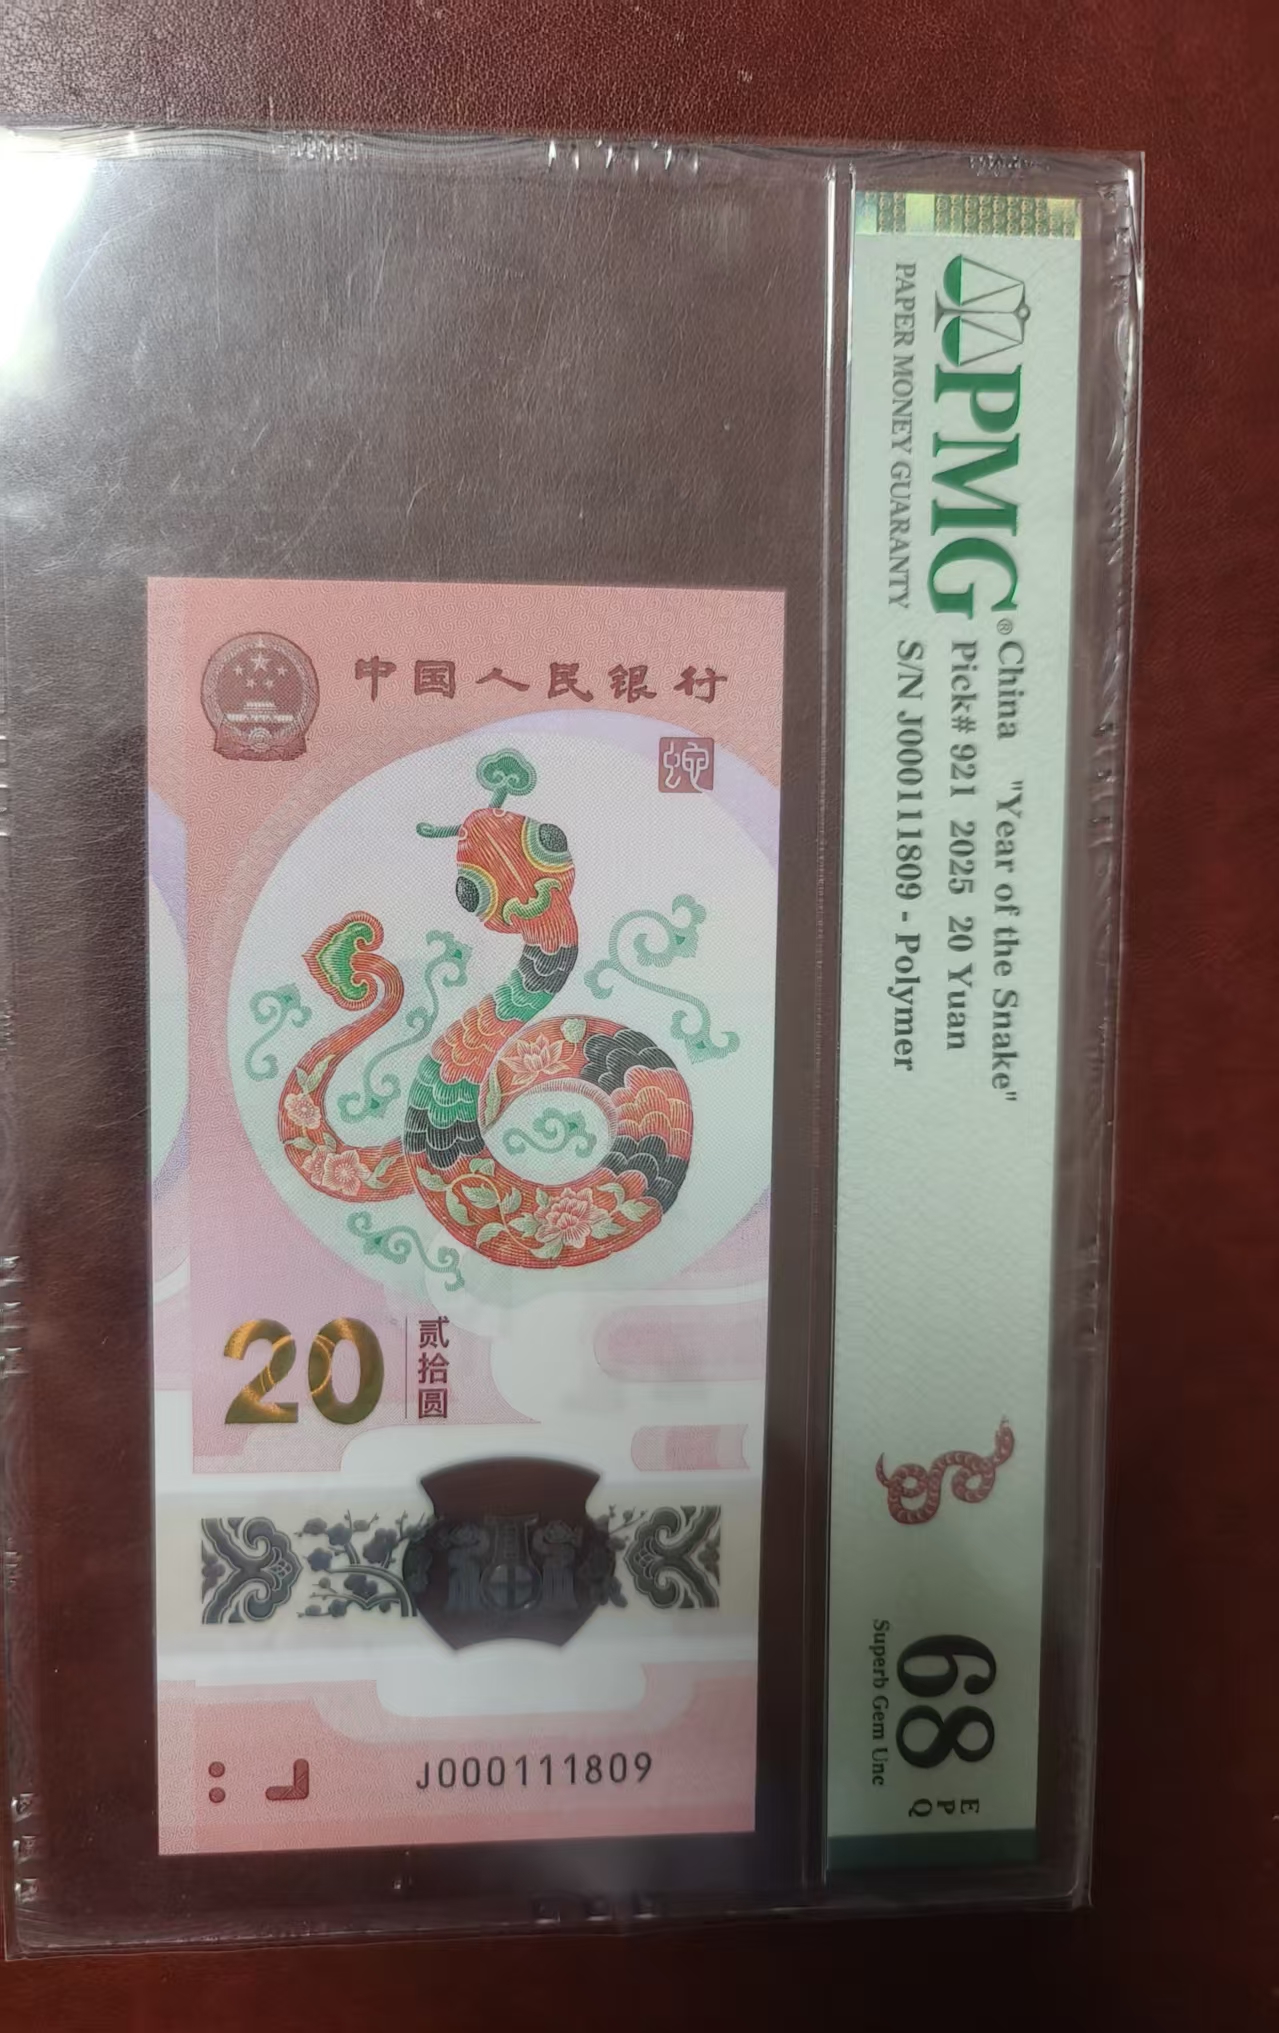 中国人民银行
蛇
20
贰拾圆
J000111809
PMG®
PAPER MONEY GUARANTY
China "Year of the Snake"
Pick# 921 2025 20 Yuan
S/N J000111809 - Polymer
68
EPQ
Superb Gem Unc